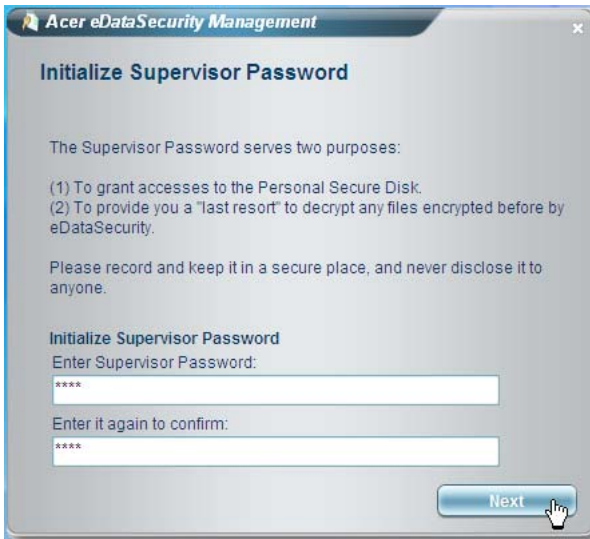 Acer eDataSecurity Management
x
Initialize Supervisor Password
The Supervisor Password serves two purposes:
(1) To grant accesses to the Personal Secure Disk.
(2) To provide you a "last resort" to decrypt any files encrypted before by
eDataSecurity.
Please record and keep it in a secure place, and never disclose it to
anyone.
Initialize Supervisor Password
Enter Supervisor Password:
****
Enter it again to confirm:
****
Next